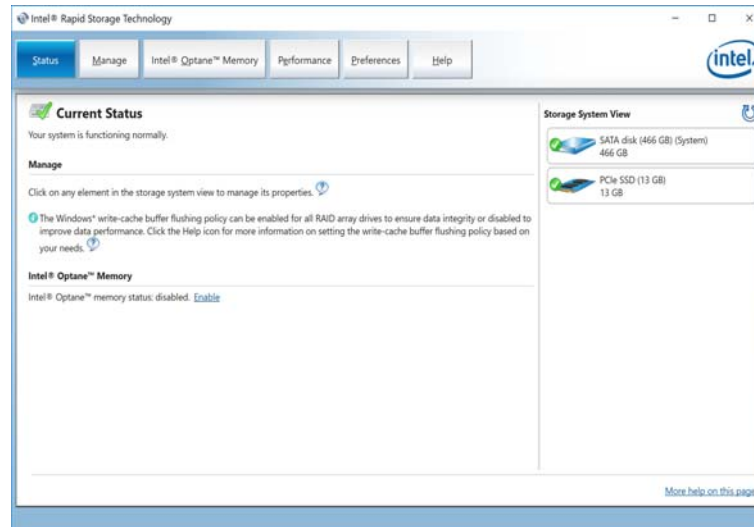 Intel® Rapid Storage Technology
Status
Manage
Intel® Optane™ Memory
Performance
Preferences
Help
intel.
Current Status
Your system is functioning normally.
Manage
Click on any element in the storage system view to manage its properties.
The Windows* write-cache buffer flushing policy can be enabled for all RAID array drives to ensure data integrity or disabled to
improve data performance. Click the Help icon for more information on setting the write-cache buffer flushing policy based on
your needs.
Intel® Optane™ Memory
Intel® Optane™ memory status: disabled. Enable
Storage System View
SATA disk (466 GB) (System)
466 GB
PCIe SSD (13 GB)
13 GB
More help on this page